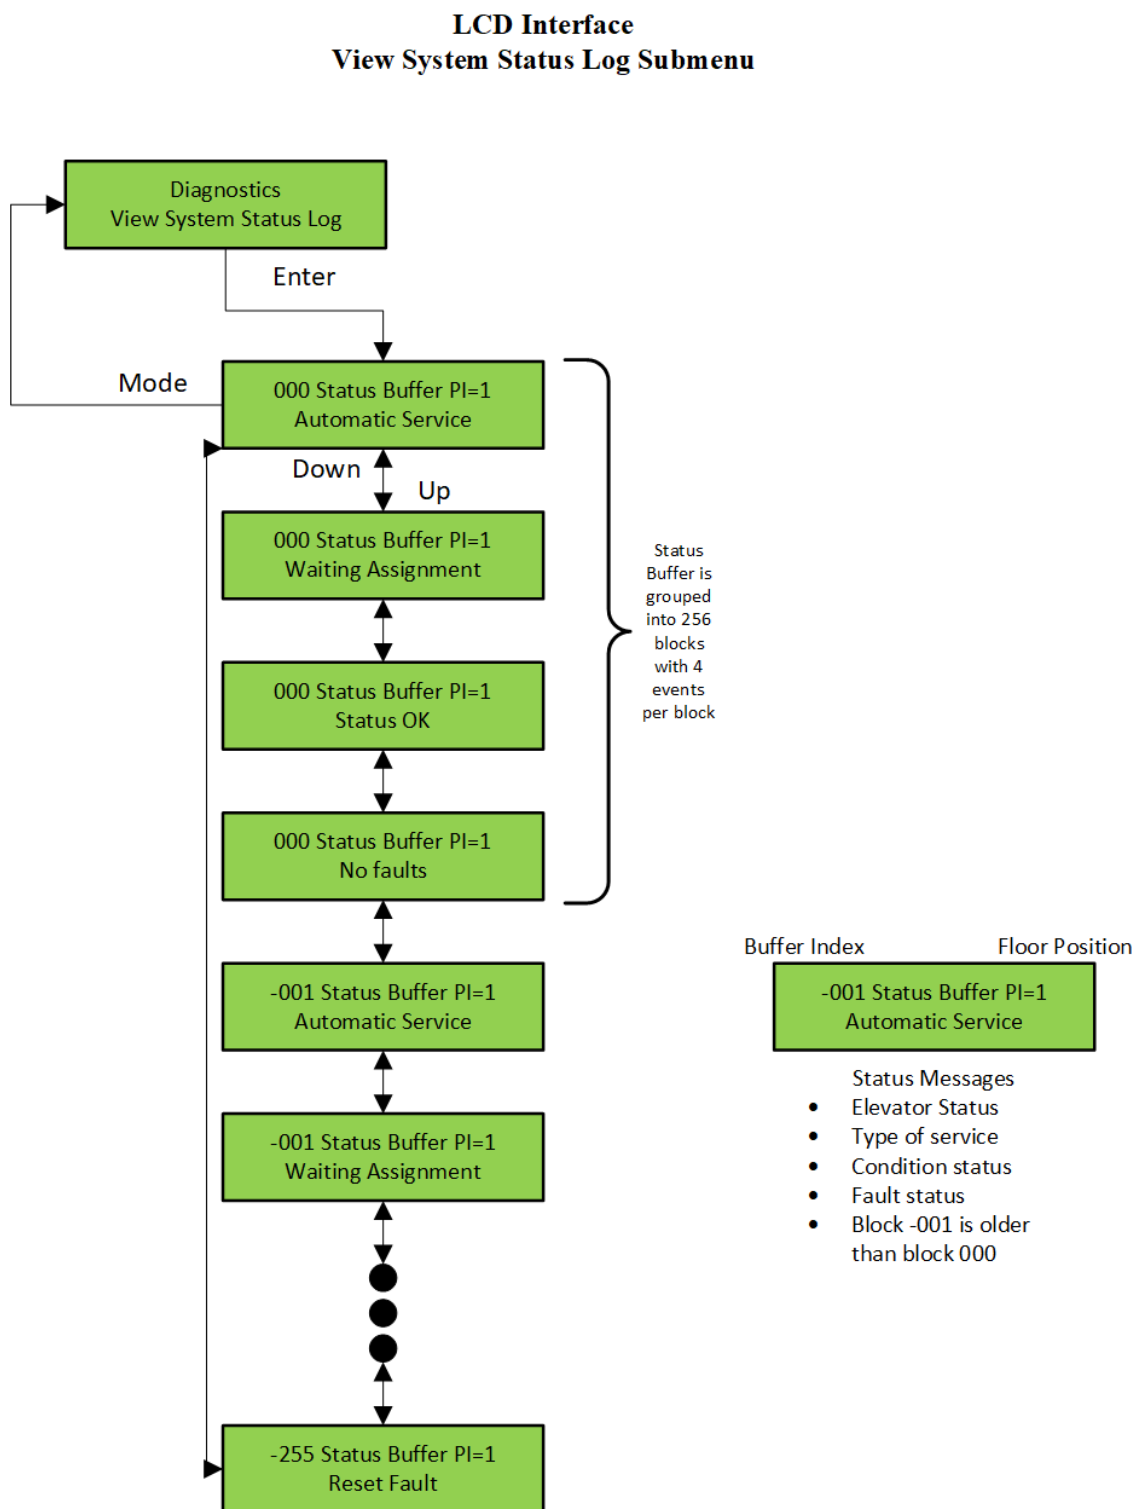 LCD Interface
View System Status Log Submenu
Diagnostics
View System Status Log
Enter
Mode
000 Status Buffer PI=1
Automatic Service
Down
Up
000 Status Buffer PI=1
Waiting Assignment
000 Status Buffer PI=1
Status OK
000 Status Buffer PI=1
No faults
Status
Buffer is
grouped
into 256
blocks
with 4
events
per block
-001 Status Buffer PI=1
Automatic Service
-001 Status Buffer PI=1
Waiting Assignment
-255 Status Buffer PI=1
Reset Fault
Buffer Index
Floor Position
-001 Status Buffer PI=1
Automatic Service
Status Messages
• Elevator Status
• Type of service
• Condition status
• Fault status
• Block -001 is older
than block 000